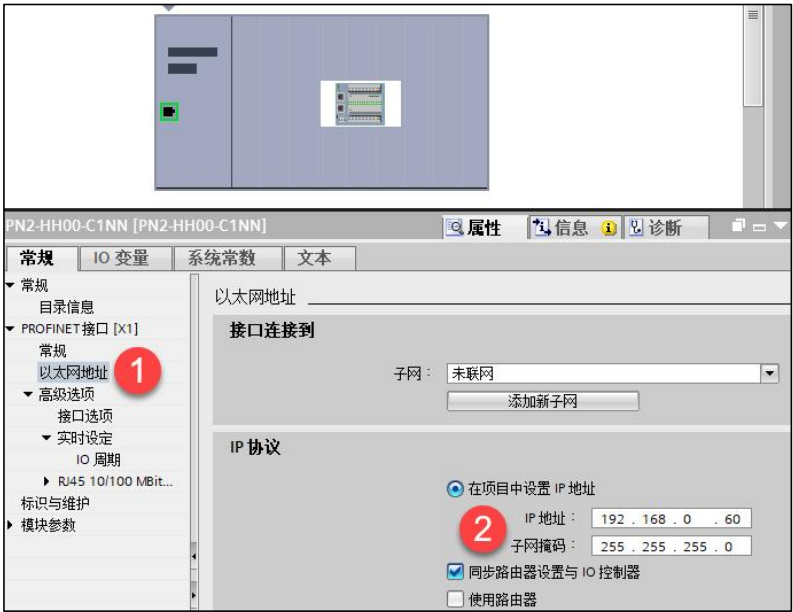 PN2-HH00-C1NN [PN2-HH00-C1NN]
属性
信息
诊断
常规
IO 变量
系统常数
文本
常规
目录信息
PROFINET接口 [X1]
常规
以太网地址
1
高级选项
接口选项
实时设定
IO 周期
RJ45 10/100 MBit...
标识与维护
模块参数
以太网地址
接口连接到
子网：
未联网
添加新子网
IP 协议
在项目中设置 IP 地址
2
IP 地址： 192 . 168 . 0 . 60
子网掩码： 255 . 255 . 255 . 0
同步路由器设置与 IO 控制器
使用路由器